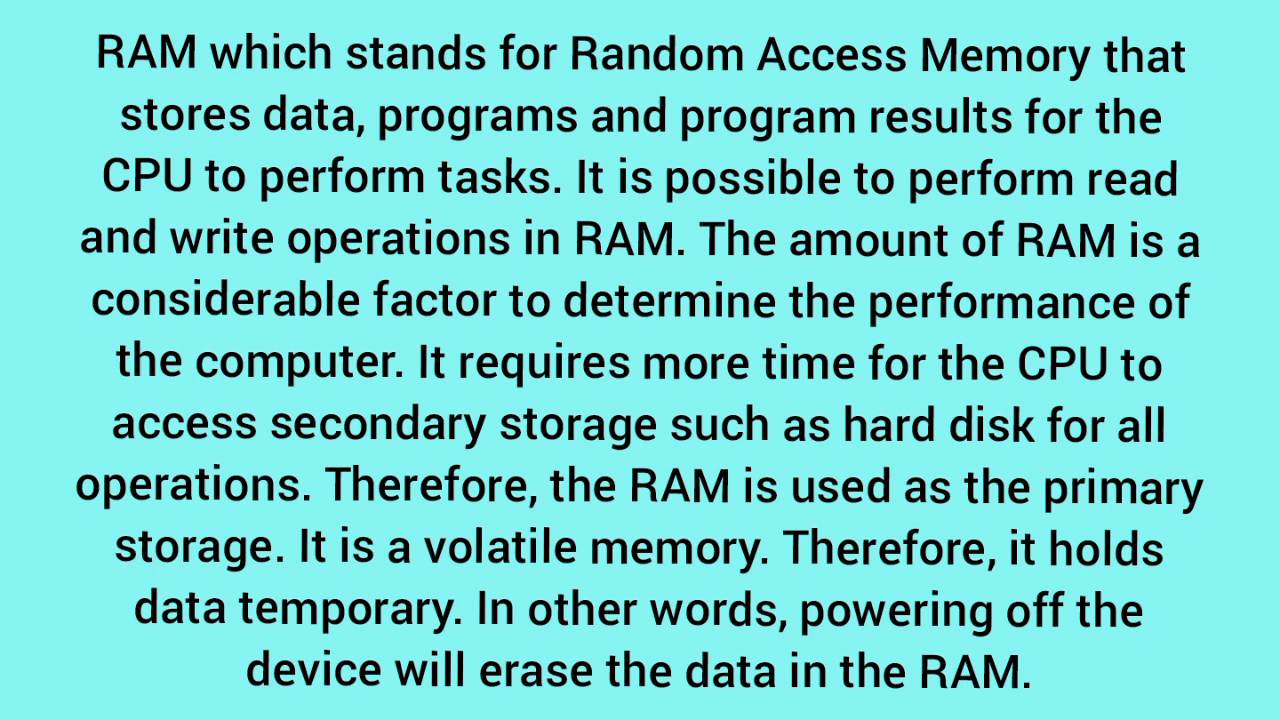 RAM which stands for Random Access Memory that
stores data, programs and program results for the
CPU to perform tasks. It is possible to perform read
and write operations in RAM. The amount of RAM is a
considerable factor to determine the performance of
the computer. It requires more time for the CPU to
access secondary storage such as hard disk for all
operations. Therefore, the RAM is used as the primary
storage. It is a volatile memory. Therefore, it holds
data temporary. In other words, powering off the
device will erase the data in the RAM.